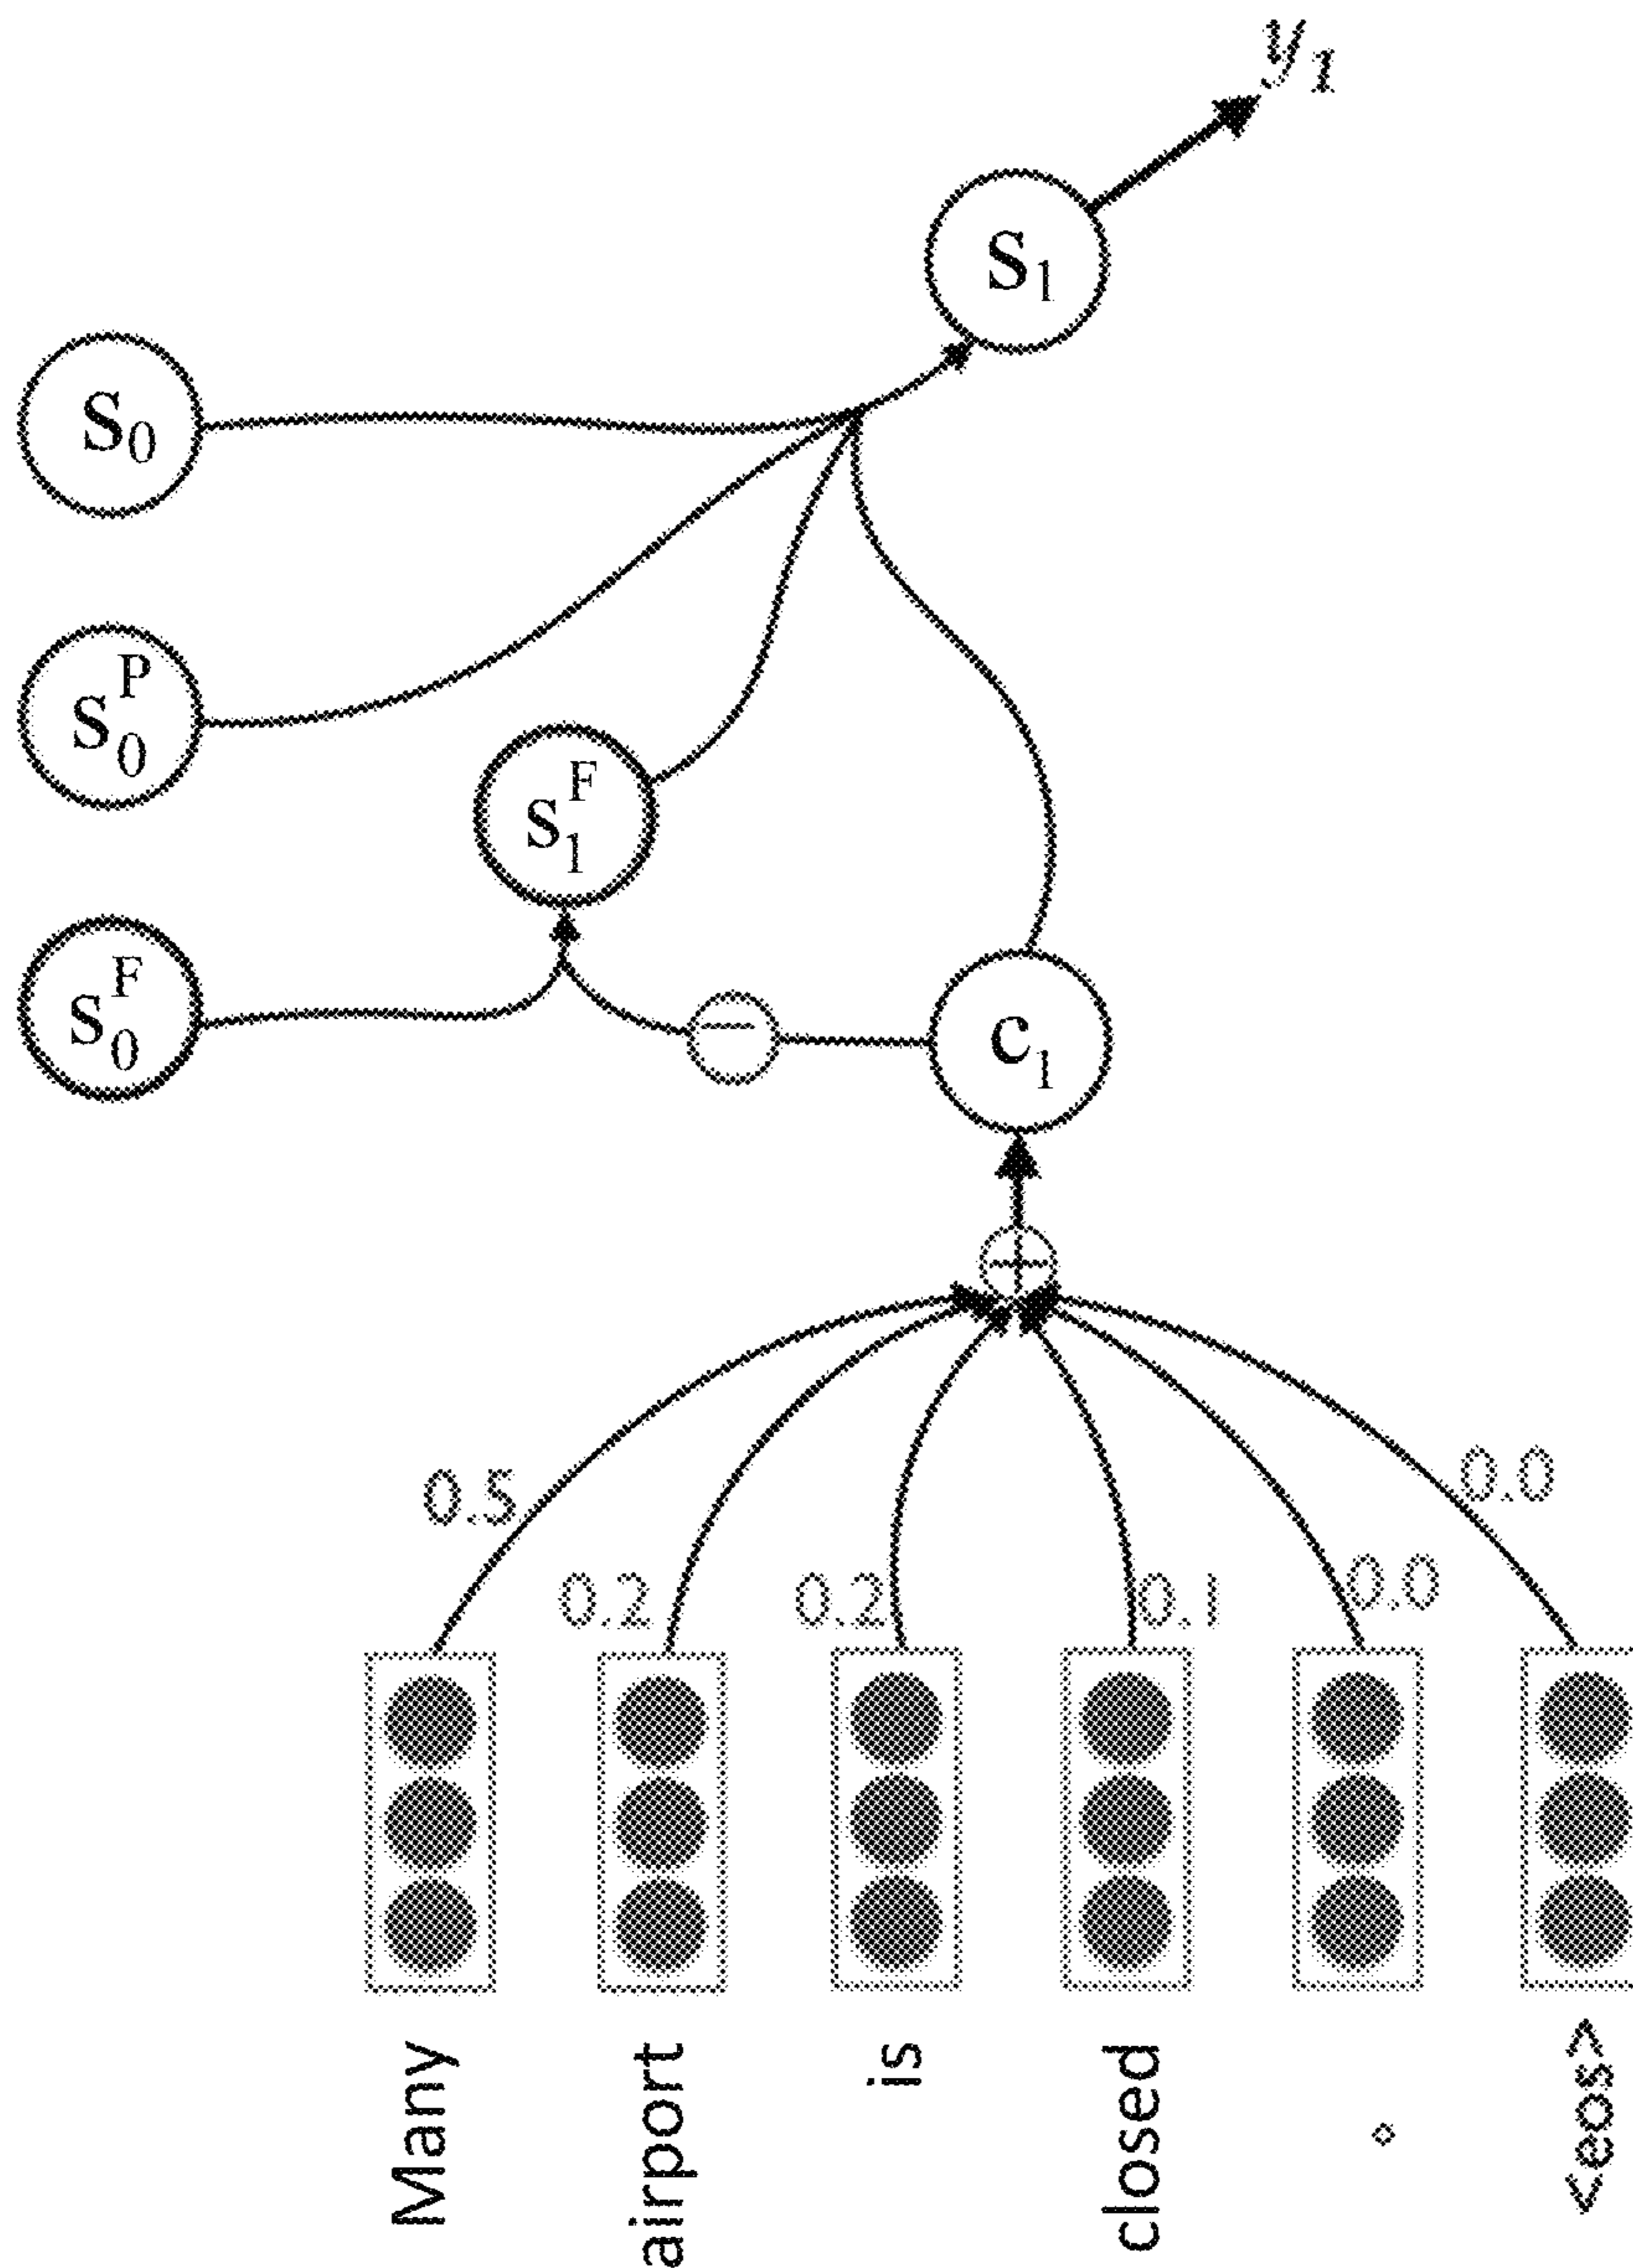 y₁
S₁
S₀
S₀ᴾ
S₁ᶠ
S₀ᶠ
c₁
−
+
0.5
0.2
0.2
0.1
0.0
0.0
Many
airport
is
closed
。
<eos>